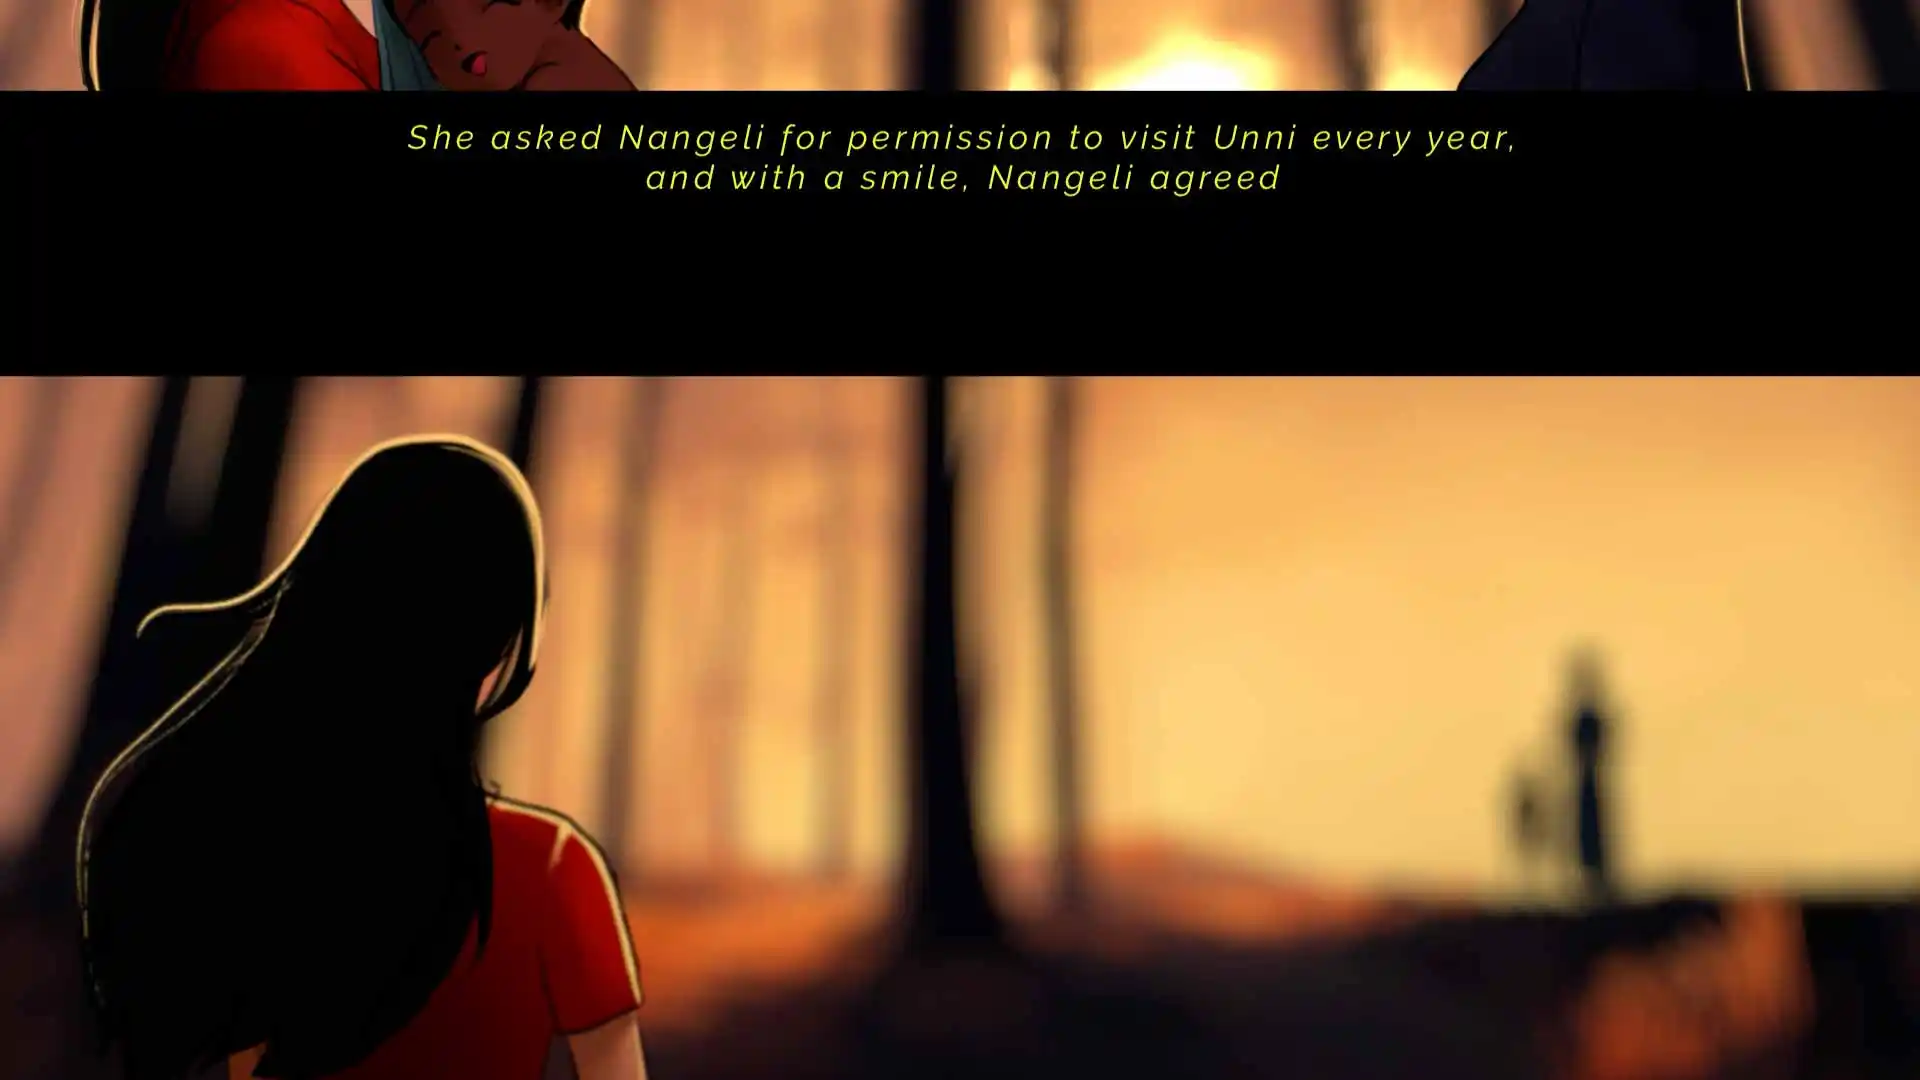 She asked Nangeli for permission to visit Unni every year,
and with a smile, Nangeli agreed